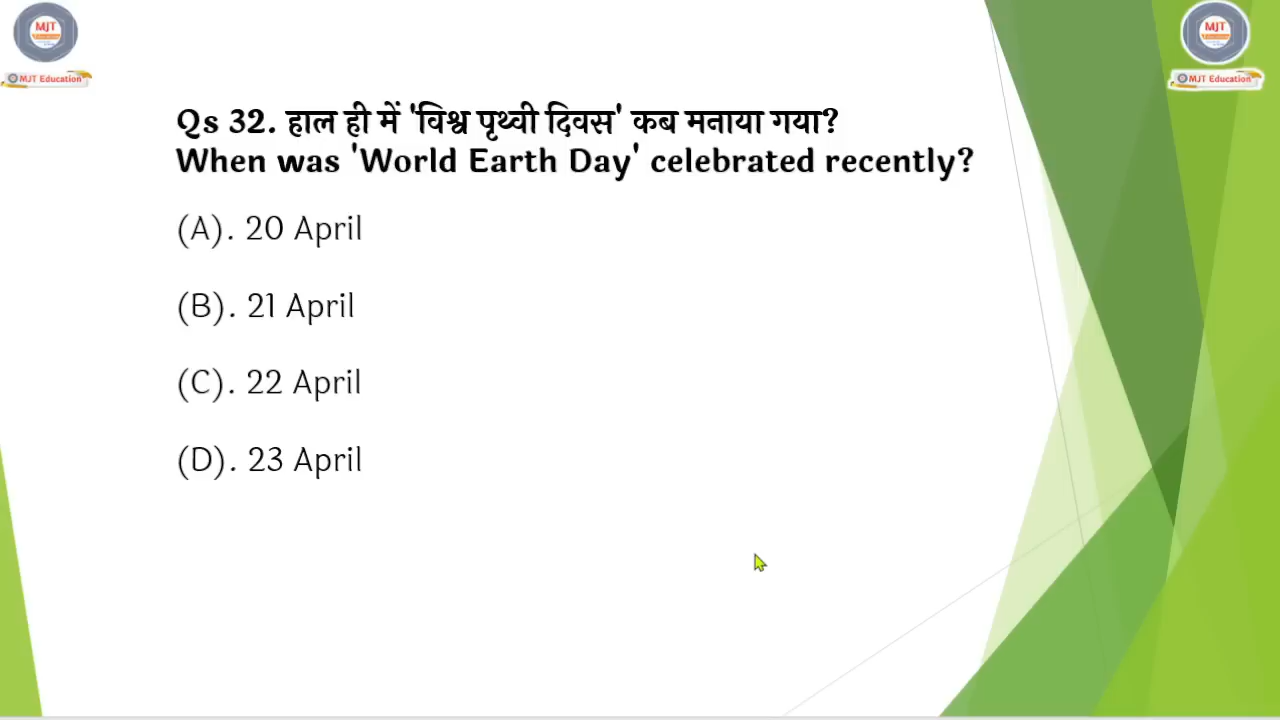 MJT
MJT Education
MJT
MJT Education
Qs 32. हाल ही में 'विश्व पृथ्वी दिवस' कब मनाया गया?
When was 'World Earth Day' celebrated recently?
(A). 20 April
(B). 21 April
(C). 22 April
(D). 23 April